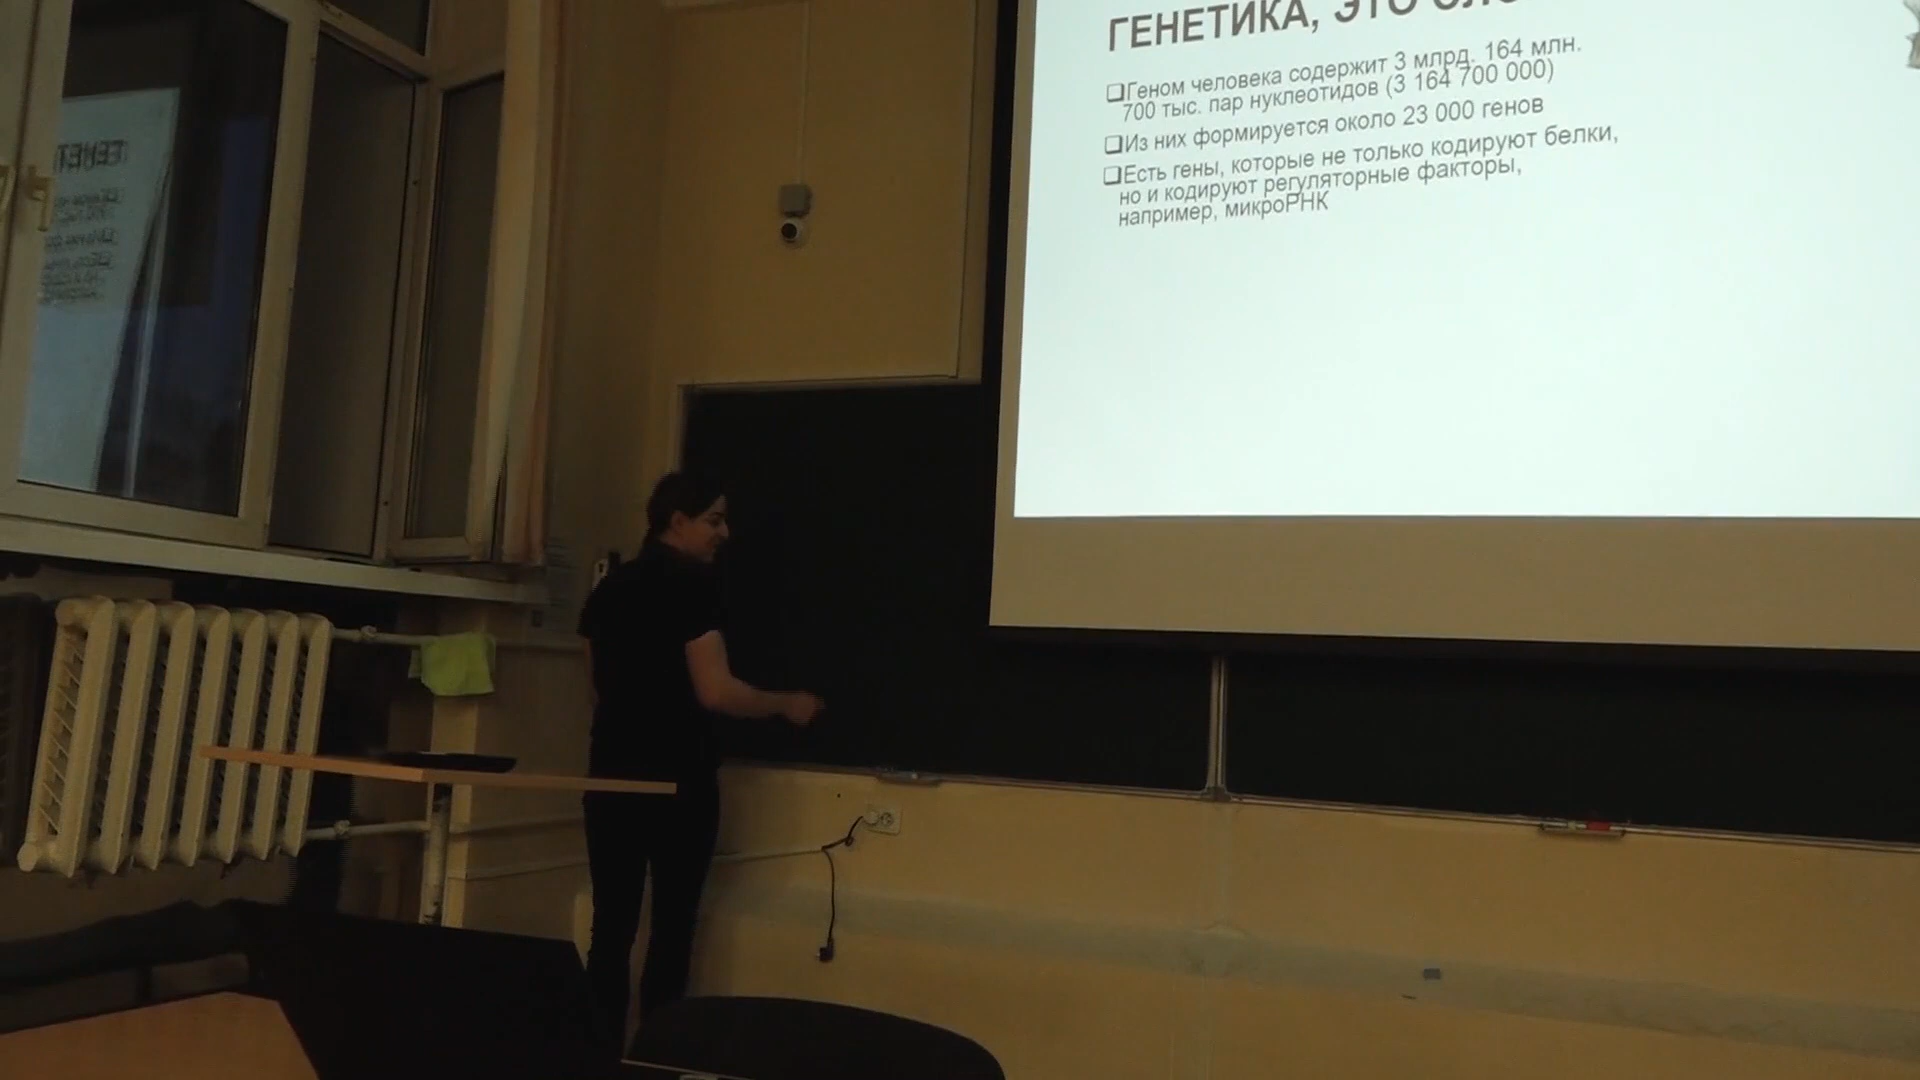 ГЕНЕТИКА, ЭТО
❑Геном человека содержит 3 млрд. 164 млн.
700 тыс. пар нуклеотидов (3 164 700 000)
❑Из них формируется около 23 000 генов
❑Есть гены, которые не только кодируют белки,
но и кодируют регуляторные факторы,
например, микроРНК